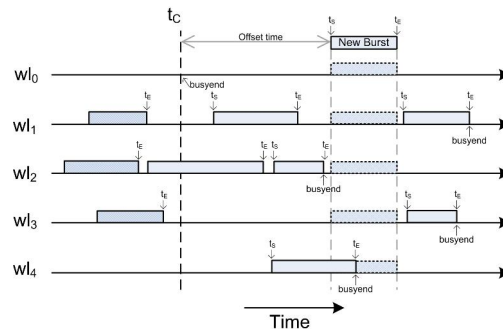 t_C
t_S t_E
Offset time New Burst
wl_0
busyend
t_E t_S t_E t_S t_E
wl_1
busyend
t_E t_E t_S t_E
wl_2
busyend
t_E t_S t_E
wl_3
busyend
t_S t_E
wl_4
busyend
Time